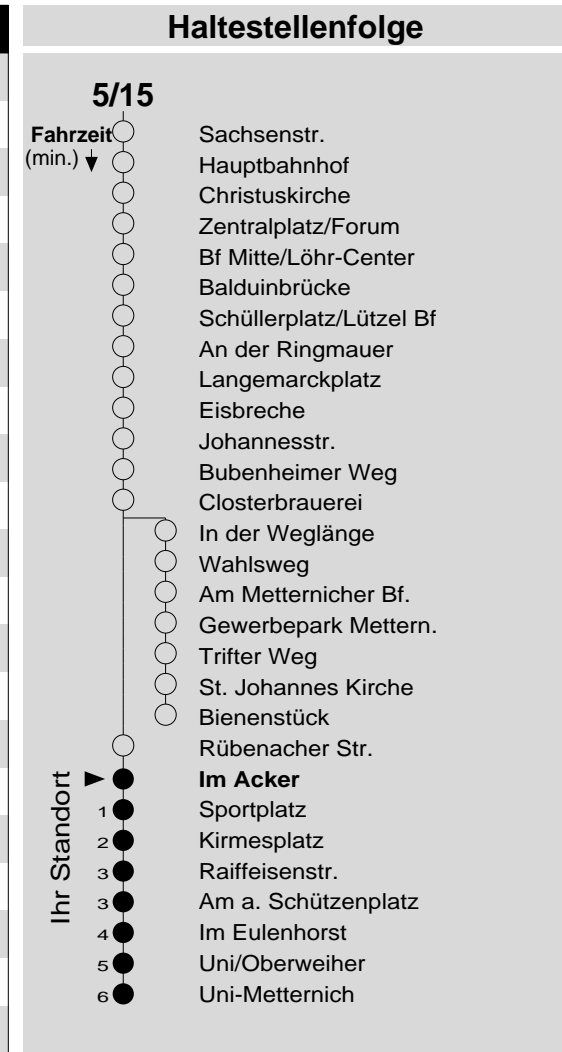 Haltestellenfolge
5/15
Fahrzeit
(min.)
Sachsenstr.
Hauptbahnhof
Christuskirche
Zentralplatz/Forum
Bf Mitte/Löhr-Center
Balduinbrücke
Schüllerplatz/Lützel Bf
An der Ringmauer
Langemarckplatz
Eisbreche
Johannesstr.
Bubenheimer Weg
Closterbrauerei
In der Weglänge
Wahlsweg
Am Metternicher Bf.
Gewerbepark Mettern.
Trifter Weg
St. Johannes Kirche
Bienenstück
Rübenacher Str.
Ihr Standort
Im Acker
1 Sportplatz
2 Kirmesplatz
3 Raiffeisenstr.
3 Am a. Schützenplatz
4 Im Eulenhorst
5 Uni/Oberweiher
6 Uni-Metternich